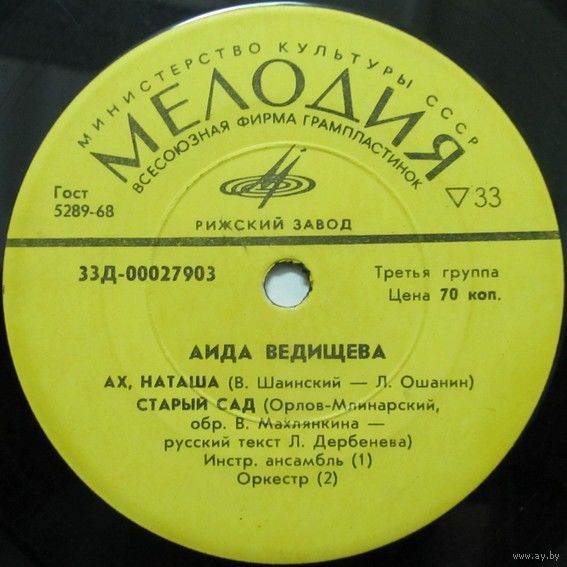 МИНИСТЕРСТВО КУЛЬТУРЫ СССР
МЕЛОДИЯ
ВСЕСОЮЗНАЯ ФИРМА ГРАМПЛАСТИНОК
Гост
5289-68
▽33
РИЖСКИЙ ЗАВОД
33Д-00027903
Третья группа
Цена 70 коп.
АИДА ВЕДИЩЕВА
АХ, НАТАША (В. Шаинский — Л. Ошанин)
СТАРЫЙ САД (Орлов-Млинарский,
обр. В. Махлянкина —
русский текст Л. Дербенева)
Инстр. ансамбль (1)
Оркестр (2)
www.ay.by